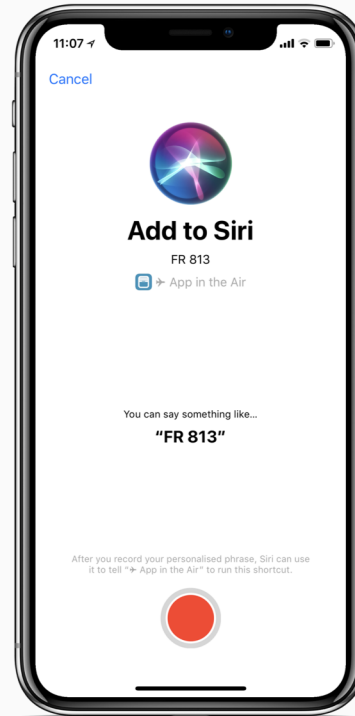 11:07
Cancel
Add to Siri
FR 813
✈ App in the Air
You can say something like...
“FR 813”
After you record your personalised phrase, Siri can use
it to tell “✈ App in the Air” to run this shortcut.